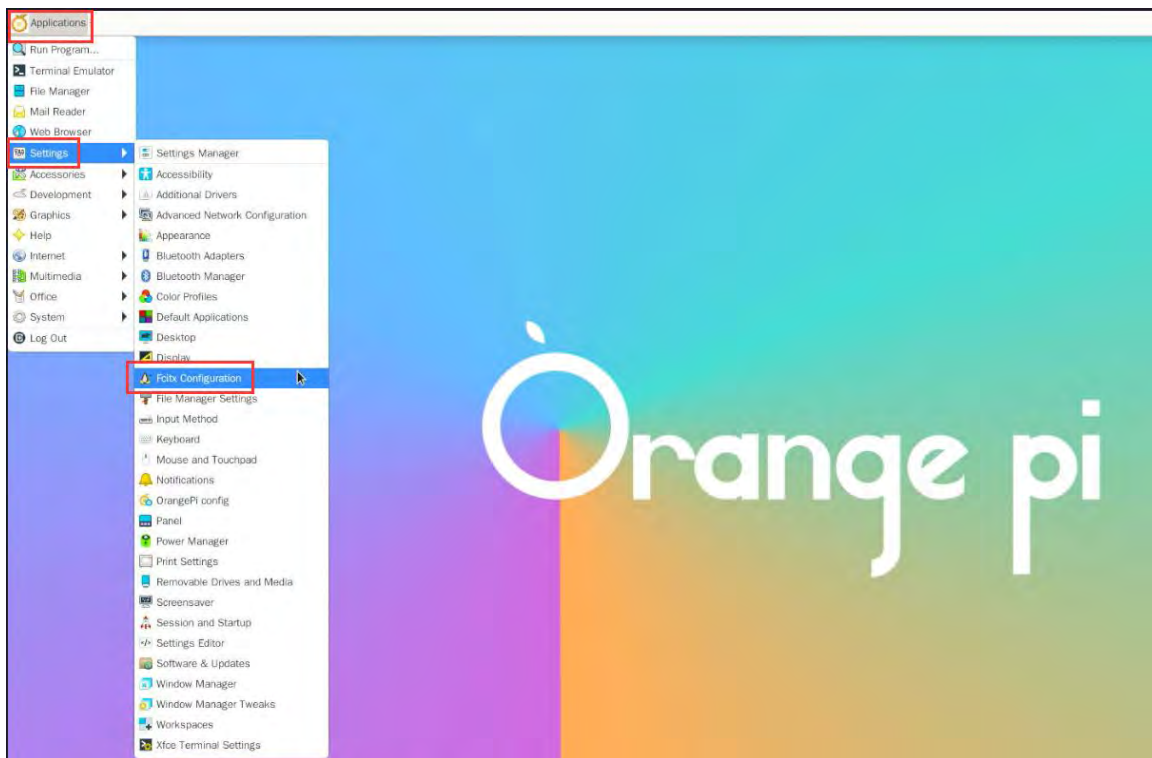 Applications
Run Program...
Terminal Emulator
File Manager
Mail Reader
Web Browser
Settings
Accessories
Development
Graphics
Help
Internet
Multimedia
Office
System
Log Out
Settings Manager
Accessibility
Additional Drivers
Advanced Network Configuration
Appearance
Bluetooth Adapters
Bluetooth Manager
Color Profiles
Default Applications
Desktop
Display
Fcitx Configuration
File Manager Settings
Input Method
Keyboard
Mouse and Touchpad
Notifications
OrangePi config
Panel
Power Manager
Print Settings
Removable Drives and Media
Screensaver
Session and Startup
Settings Editor
Software & Updates
Window Manager
Window Manager Tweaks
Workspaces
Xfce Terminal Settings
Orange pi